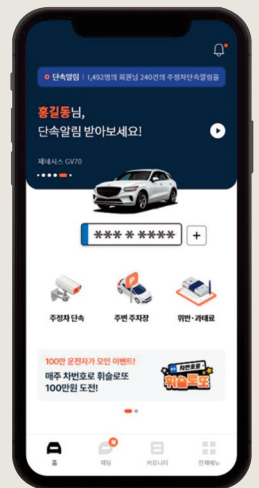 단속알림 | 1,492명의 회원님 240건의 주정차단속알림을
홍길동님,
단속알림 받아보세요!
제네시스 GV70
*** * ****
+
주정차 단속
주변 주차장
위반·과태료
100만 운전자가 모인 이벤트!
매주 차번호로 휘슬로또
100만원 도전!
차번호로
휘슬로또
홈
채팅
커뮤니티
전체메뉴